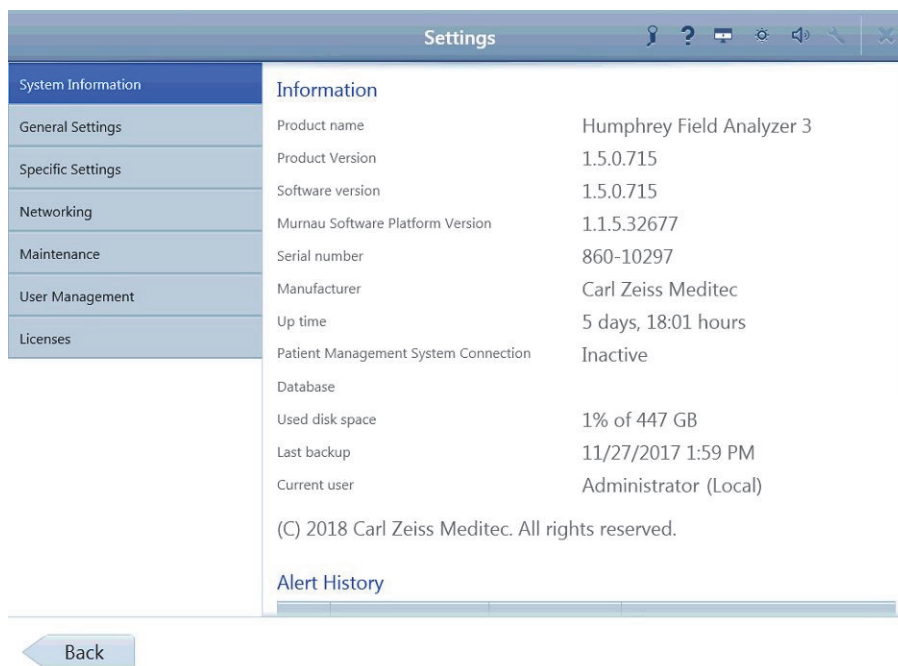 Settings
?
System Information
General Settings
Specific Settings
Networking
Maintenance
User Management
Licenses
Information
Product name Humphrey Field Analyzer 3
Product Version 1.5.0.715
Software version 1.5.0.715
Murnau Software Platform Version 1.1.5.32677
Serial number 860-10297
Manufacturer Carl Zeiss Meditec
Up time 5 days, 18:01 hours
Patient Management System Connection Inactive
Database
Used disk space 1% of 447 GB
Last backup 11/27/2017 1:59 PM
Current user Administrator (Local)
(C) 2018 Carl Zeiss Meditec. All rights reserved.
Alert History
Back